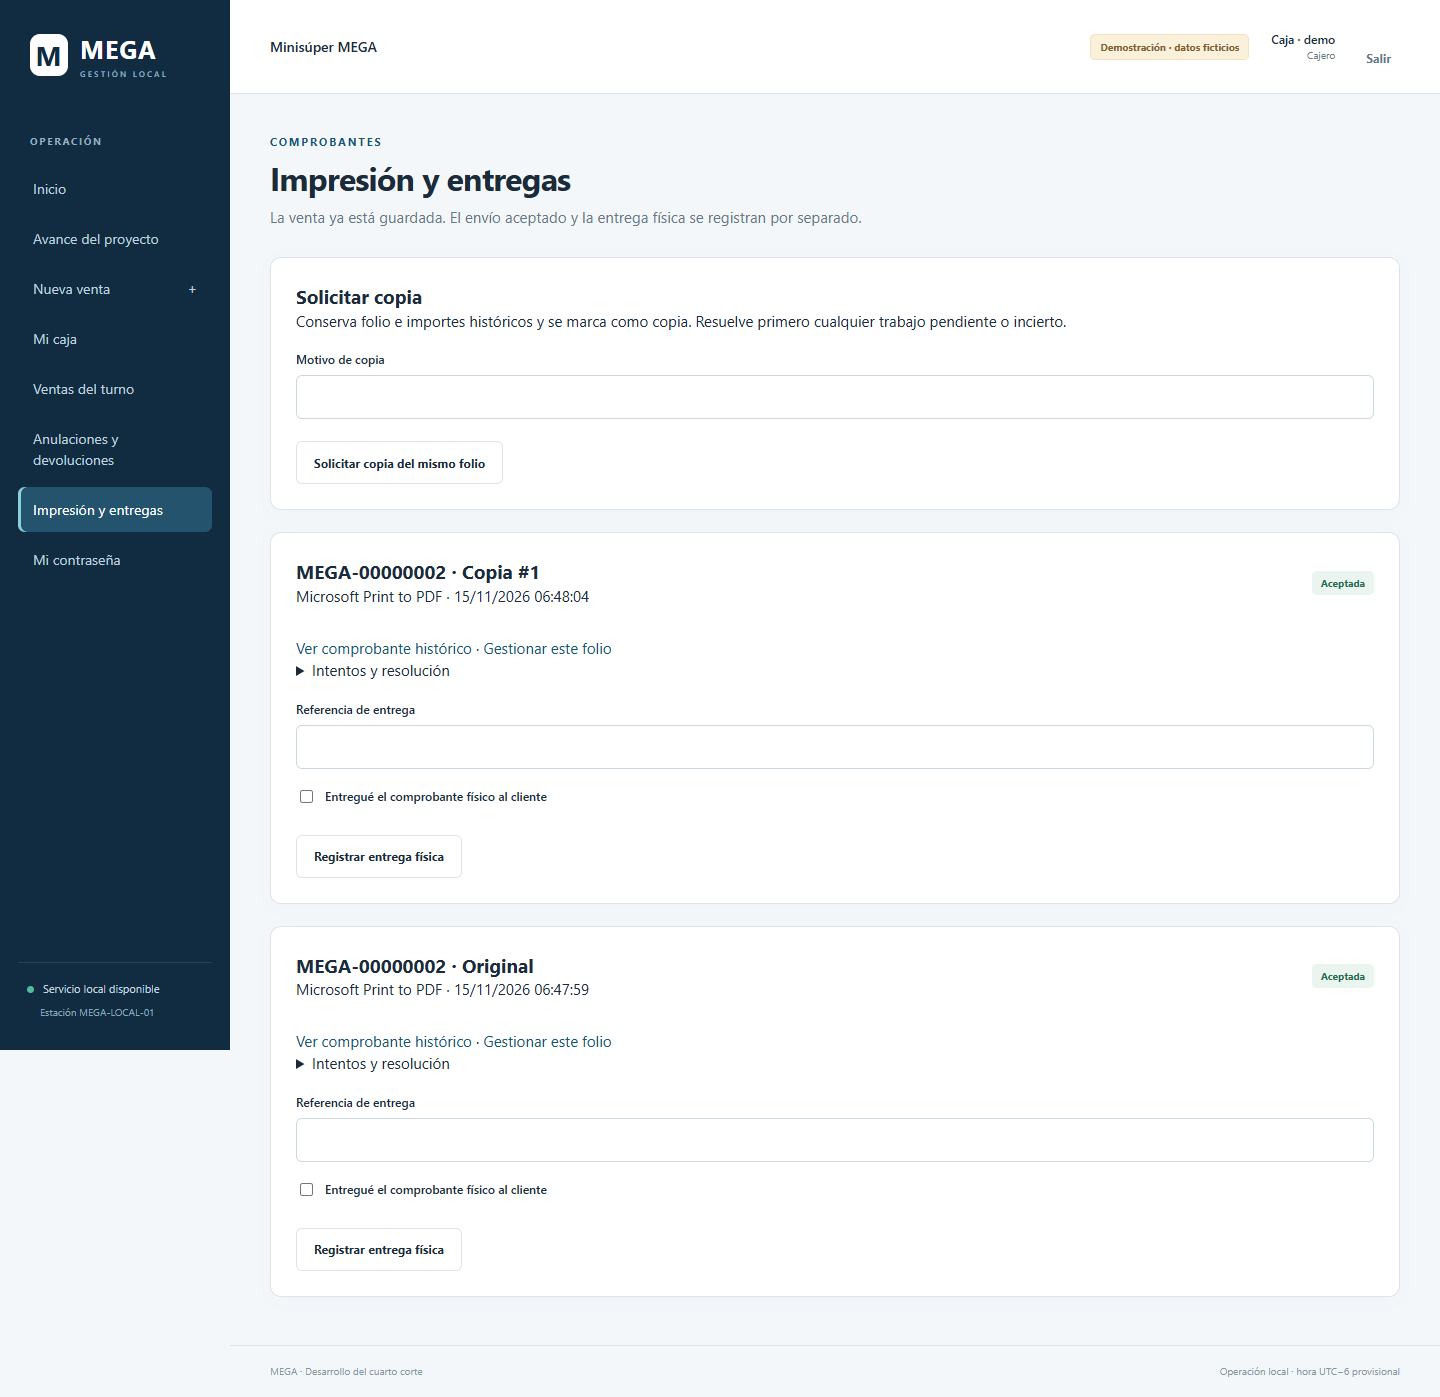 M
MEGA
GESTIÓN LOCAL
OPERACIÓN
Inicio
Avance del proyecto
Nueva venta +
Mi caja
Ventas del turno
Anulaciones y
devoluciones
Impresión y entregas
Mi contraseña
Servicio local disponible
Estación MEGA-LOCAL-01
Minisúper MEGA
Demostración · datos ficticios
Caja · demo
Cajero
Salir
COMPROBANTES
Impresión y entregas
La venta ya está guardada. El envío aceptado y la entrega física se registran por separado.
Solicitar copia
Conserva folio e importes históricos y se marca como copia. Resuelve primero cualquier trabajo pendiente o incierto.
Motivo de copia
Solicitar copia del mismo folio
MEGA-00000002 · Copia #1
Aceptada
Microsoft Print to PDF · 15/11/2026 06:48:04
Ver comprobante histórico · Gestionar este folio
Intentos y resolución
Referencia de entrega
Entregué el comprobante físico al cliente
Registrar entrega física
MEGA-00000002 · Original
Aceptada
Microsoft Print to PDF · 15/11/2026 06:47:59
Ver comprobante histórico · Gestionar este folio
Intentos y resolución
Referencia de entrega
Entregué el comprobante físico al cliente
Registrar entrega física
MEGA · Desarrollo del cuarto corte
Operación local · hora UTC−6 provisional